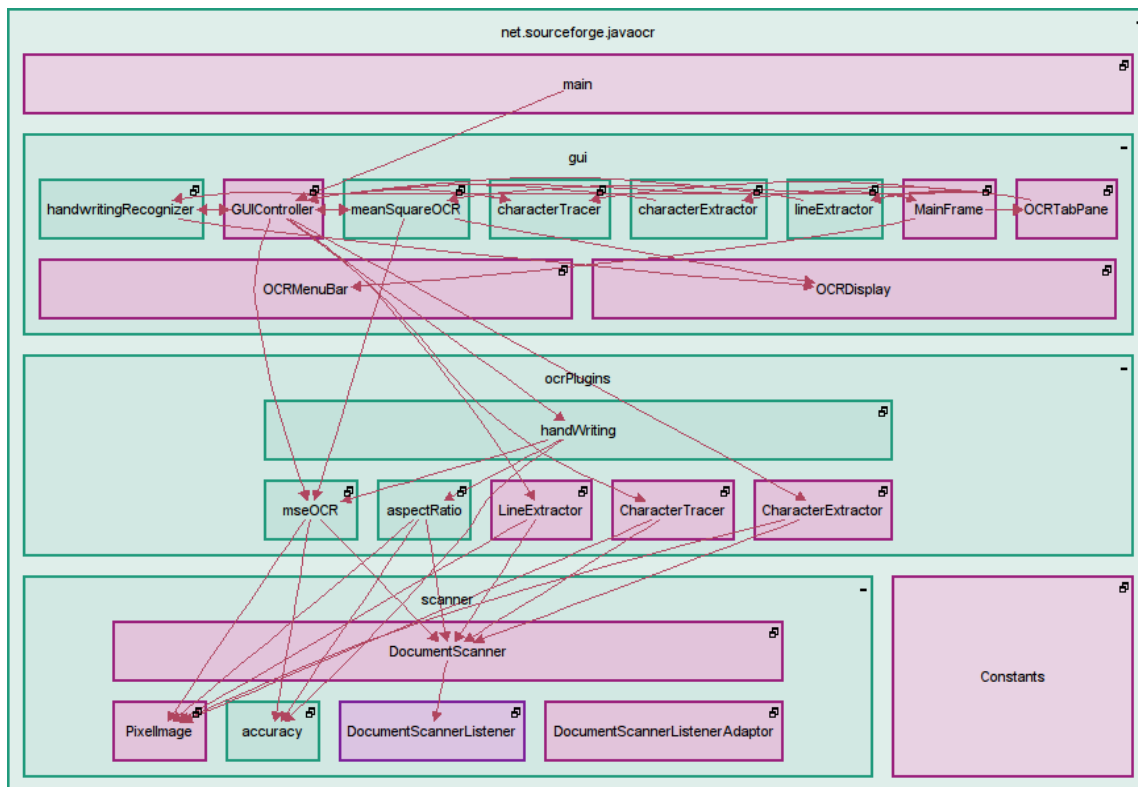 net.sourceforge.javaocr
main
gui
handwritingRecognizer GUIController meanSquareOCR characterTracer characterExtractor lineExtractor MainFrame OCRTabPane
OCRMenuBar OCRDisplay
ocrPlugins
handWriting
mseOCR aspectRatio LineExtractor CharacterTracer CharacterExtractor
scanner
DocumentScanner
Constants
PixelImage accuracy DocumentScannerListener DocumentScannerListenerAdaptor